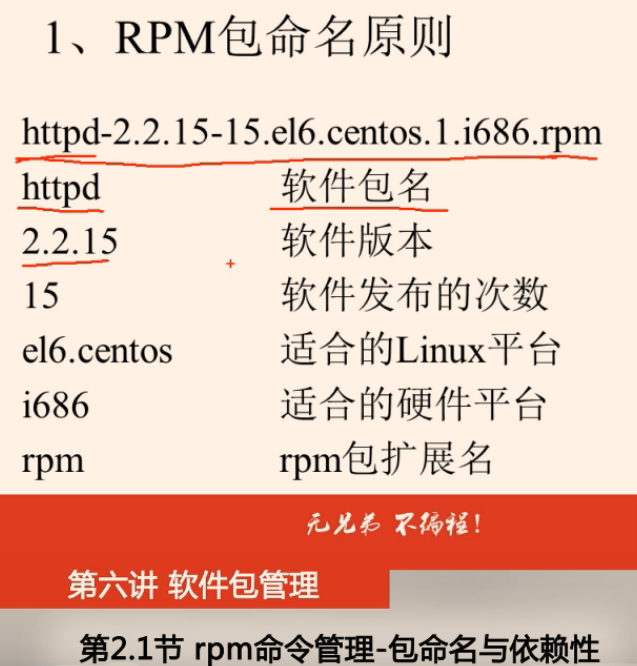 1、RPM包命名原则
httpd-2.2.15-15.el6.centos.1.i686.rpm
httpd 软件包名
2.2.15 软件版本
15 软件发布的次数
el6.centos 适合的Linux平台
i686 适合的硬件平台
rpm rpm包扩展名
无兄弟 不编程!
第六讲 软件包管理
第2.1节 rpm命令管理-包命名与依赖性